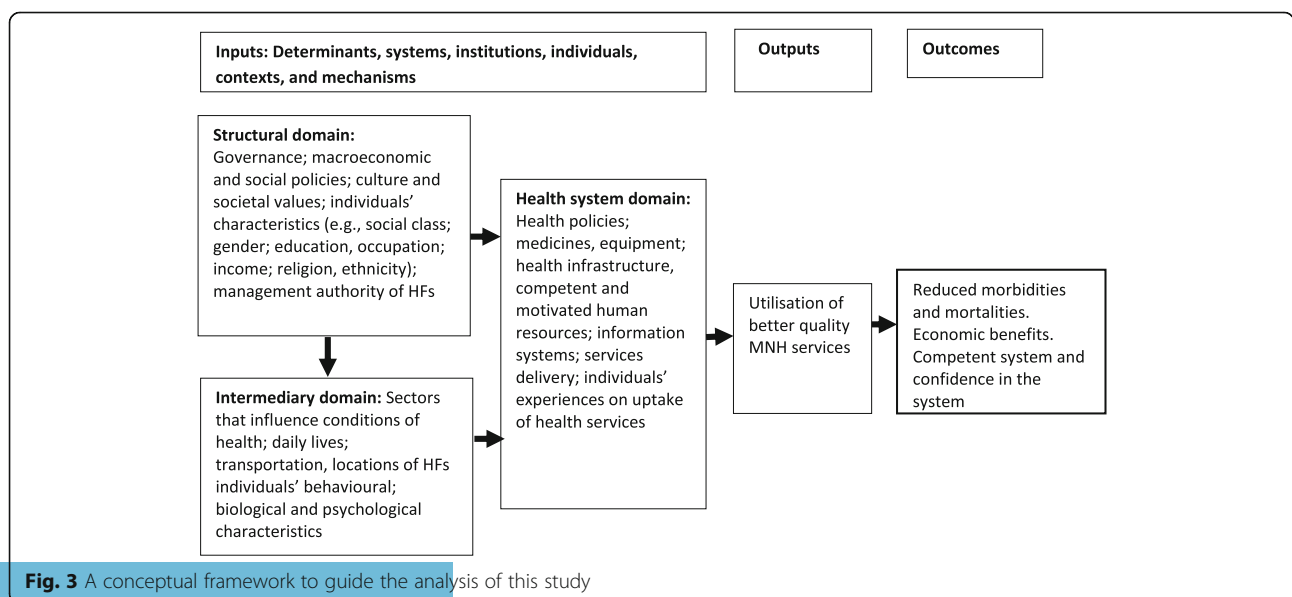 Inputs: Determinants, systems, institutions, individuals,
contexts, and mechanisms
Outputs
Outcomes
Structural domain:
Governance; macroeconomic
and social policies; culture and
societal values; individuals’
characteristics (e.g., social class;
gender; education, occupation;
income; religion, ethnicity);
management authority of HFs
Intermediary domain: Sectors
that influence conditions of
health; daily lives;
transportation, locations of HFs
individuals’ behavioural;
biological and psychological
characteristics
Health system domain:
Health policies;
medicines, equipment;
health infrastructure,
competent and
motivated human
resources; information
systems; services
delivery; individuals’
experiences on uptake
of health services
Utilisation of
better quality
MNH services
Reduced morbidities
and mortalities.
Economic benefits.
Competent system and
confidence in the
system
Fig. 3 A conceptual framework to guide the analysis of this study